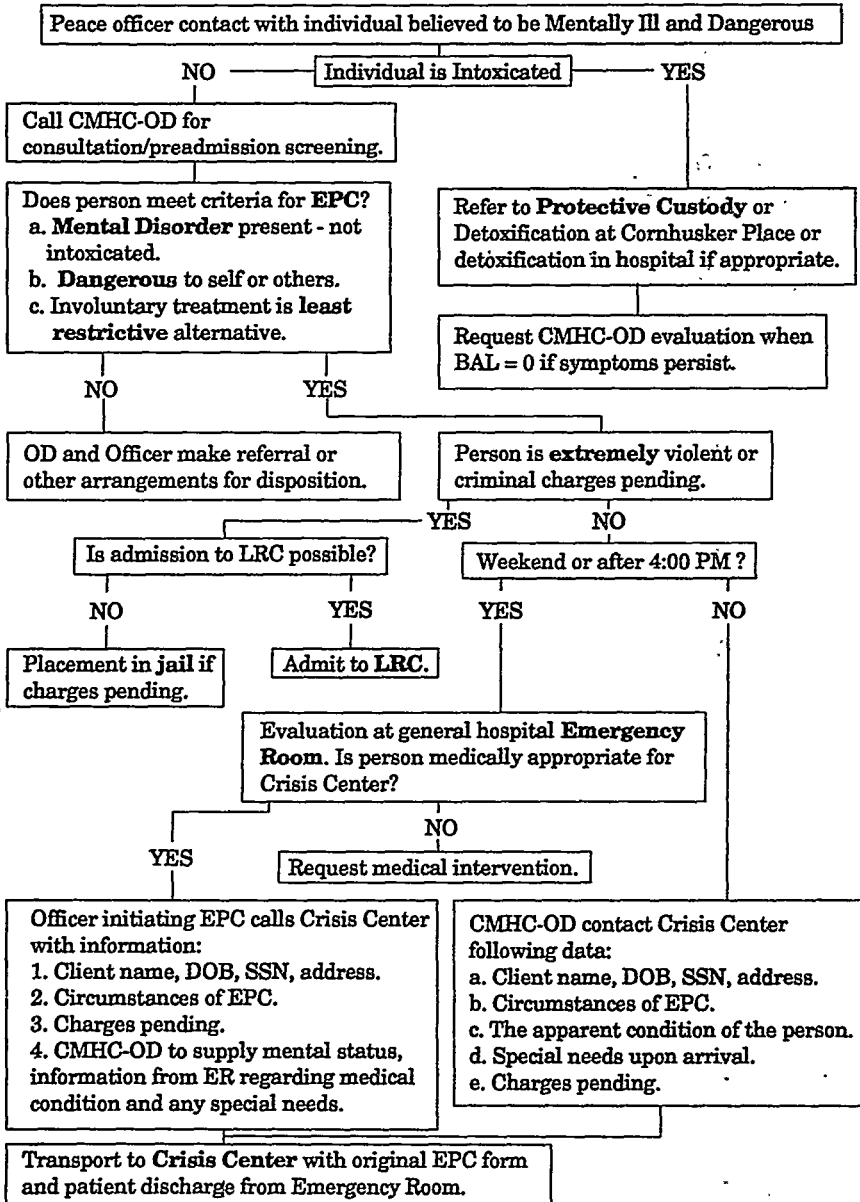 Peace officer contact with individual believed to be Mentally Ill and Dangerous
NO
Individual is Intoxicated
YES
Call CMHC-OD for
consultation/preadmission screening.
Does person meet criteria for EPC?
a. Mental Disorder present - not
intoxicated.
b. Dangerous to self or others.
c. Involuntary treatment is least
restrictive alternative.
Refer to Protective Custody or
Detoxification at Cornhusker Place or
detoxification in hospital if appropriate.
Request CMHC-OD evaluation when
BAL = 0 if symptoms persist.
NO
YES
OD and Officer make referral or
other arrangements for disposition.
Person is extremely violent or
criminal charges pending.
YES
NO
Is admission to LRC possible?
Weekend or after 4:00 PM ?
NO
YES
YES
NO
Placement in jail if
charges pending.
Admit to LRC.
Evaluation at general hospital Emergency
Room. Is person medically appropriate for
Crisis Center?
YES
NO
Request medical intervention.
Officer initiating EPC calls Crisis Center
with information:
1. Client name, DOB, SSN, address.
2. Circumstances of EPC.
3. Charges pending.
4. CMHC-OD to supply mental status,
information from ER regarding medical
condition and any special needs.
CMHC-OD contact Crisis Center
following data:
a. Client name, DOB, SSN, address.
b. Circumstances of EPC.
c. The apparent condition of the person.
d. Special needs upon arrival.
e. Charges pending.
Transport to Crisis Center with original EPC form
and patient discharge from Emergency Room.